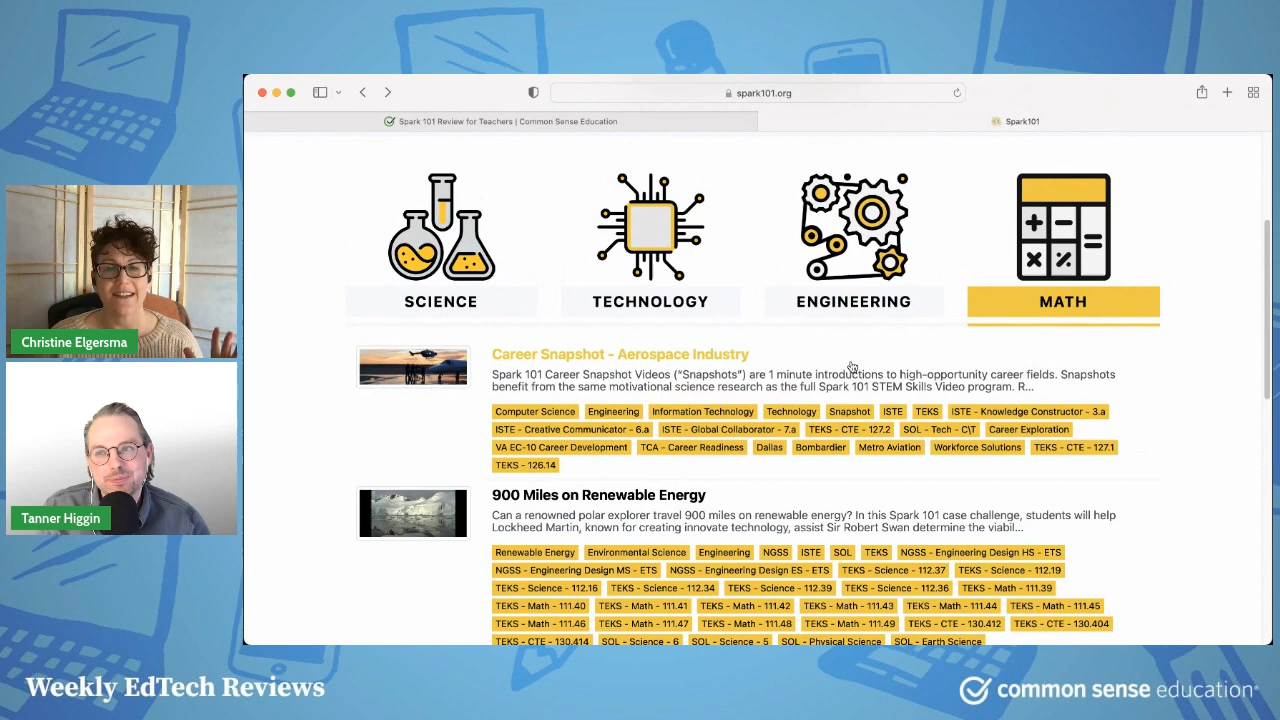 spark101.org
Spark 101 Review for Teachers | Common Sense Education
Spark101
SCIENCE
TECHNOLOGY
ENGINEERING
MATH
Career Snapshot - Aerospace Industry
Spark 101 Career Snapshot Videos ("Snapshots") are 1 minute introductions to high-opportunity career fields. Snapshots
benefit from the same motivational science research as the full Spark 101 STEM Skills Video program. R...
Computer Science Engineering Information Technology Technology Snapshot ISTE TEKS ISTE - Knowledge Constructor - 3.a
ISTE - Creative Communicator - 6.a ISTE - Global Collaborator - 7.a TEKS - CTE - 127.2 SOL - Tech - C\T Career Exploration
VA EC-10 Career Development TCA - Career Readiness Dallas Bombardier Metro Aviation Workforce Solutions TEKS - CTE - 127.1
TEKS - 126.14
900 Miles on Renewable Energy
Can a renowned polar explorer travel 900 miles on renewable energy? In this Spark 101 case challenge, students will help
Lockheed Martin, known for creating innovate technology, assist Sir Robert Swan determine the viabil...
Renewable Energy Environmental Science Engineering NGSS ISTE SOL TEKS NGSS - Engineering Design HS - ETS
NGSS - Engineering Design MS - ETS NGSS - Engineering Design ES - ETS TEKS - Science - 112.37 TEKS - Science - 112.19
TEKS - Science - 112.16 TEKS - Science - 112.34 TEKS - Science - 112.39 TEKS - Science - 112.36 TEKS - Math - 111.39
TEKS - Math - 111.40 TEKS - Math - 111.41 TEKS - Math - 111.42 TEKS - Math - 111.43 TEKS - Math - 111.44 TEKS - Math - 111.45
TEKS - Math - 111.46 TEKS - Math - 111.47 TEKS - Math - 111.48 TEKS - Math - 111.49 TEKS - CTE - 130.412 TEKS - CTE - 130.404
TEKS - CTE - 130.414 SOL - Science - 6 SOL - Science - 5 SOL - Physical Science SOL - Earth Science
Christine Elgersma
Tanner Higgin
Weekly EdTech Reviews
common sense education®